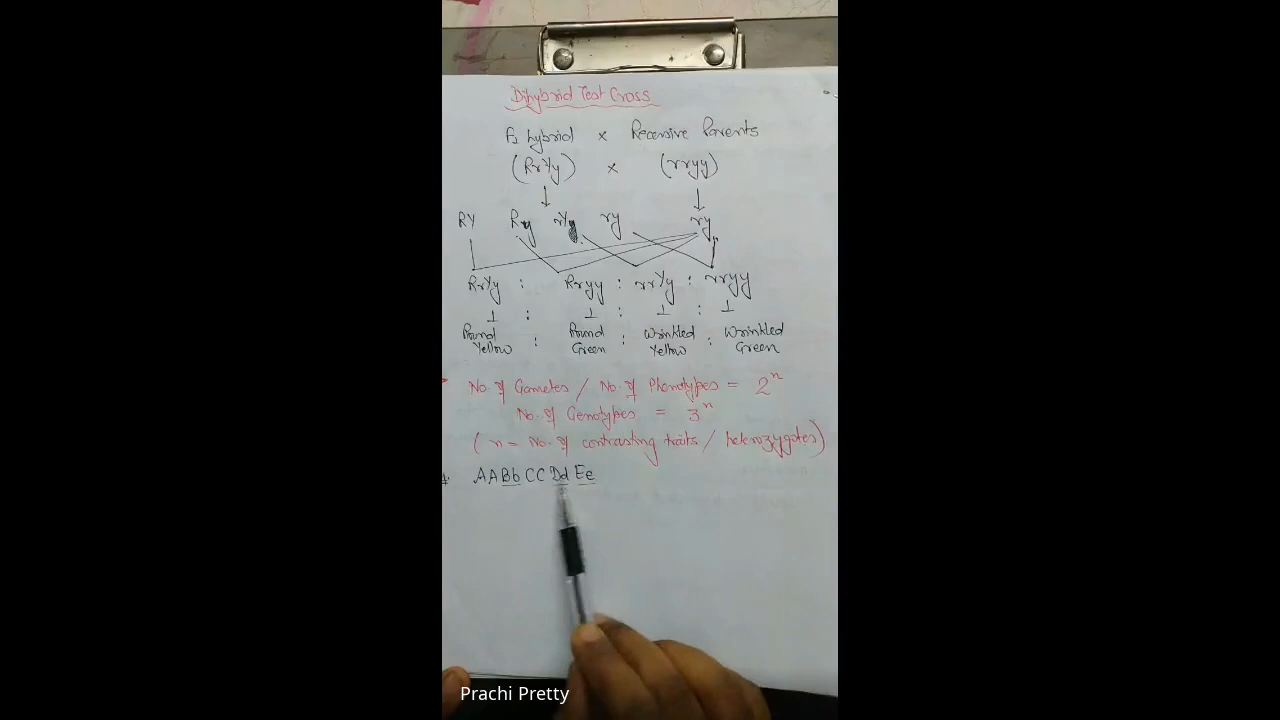 Dihybrid Test Cross
F1 hybrid × Recessive Parents
(RrYy) × (rryy)
RY Ry rY ry ry
RrYy : Rryy : rrYy : rryy
1 : 1 : 1 : 1
Round Yellow : Round Green : Wrinkled Yellow : Wrinkled Green
No. of Gametes / No. of Phenotypes = 2ⁿ
No. of Genotypes = 3ⁿ
(n = No. of contrasting traits / heterozygotes)
AABbCCDdEe
Prachi Pretty